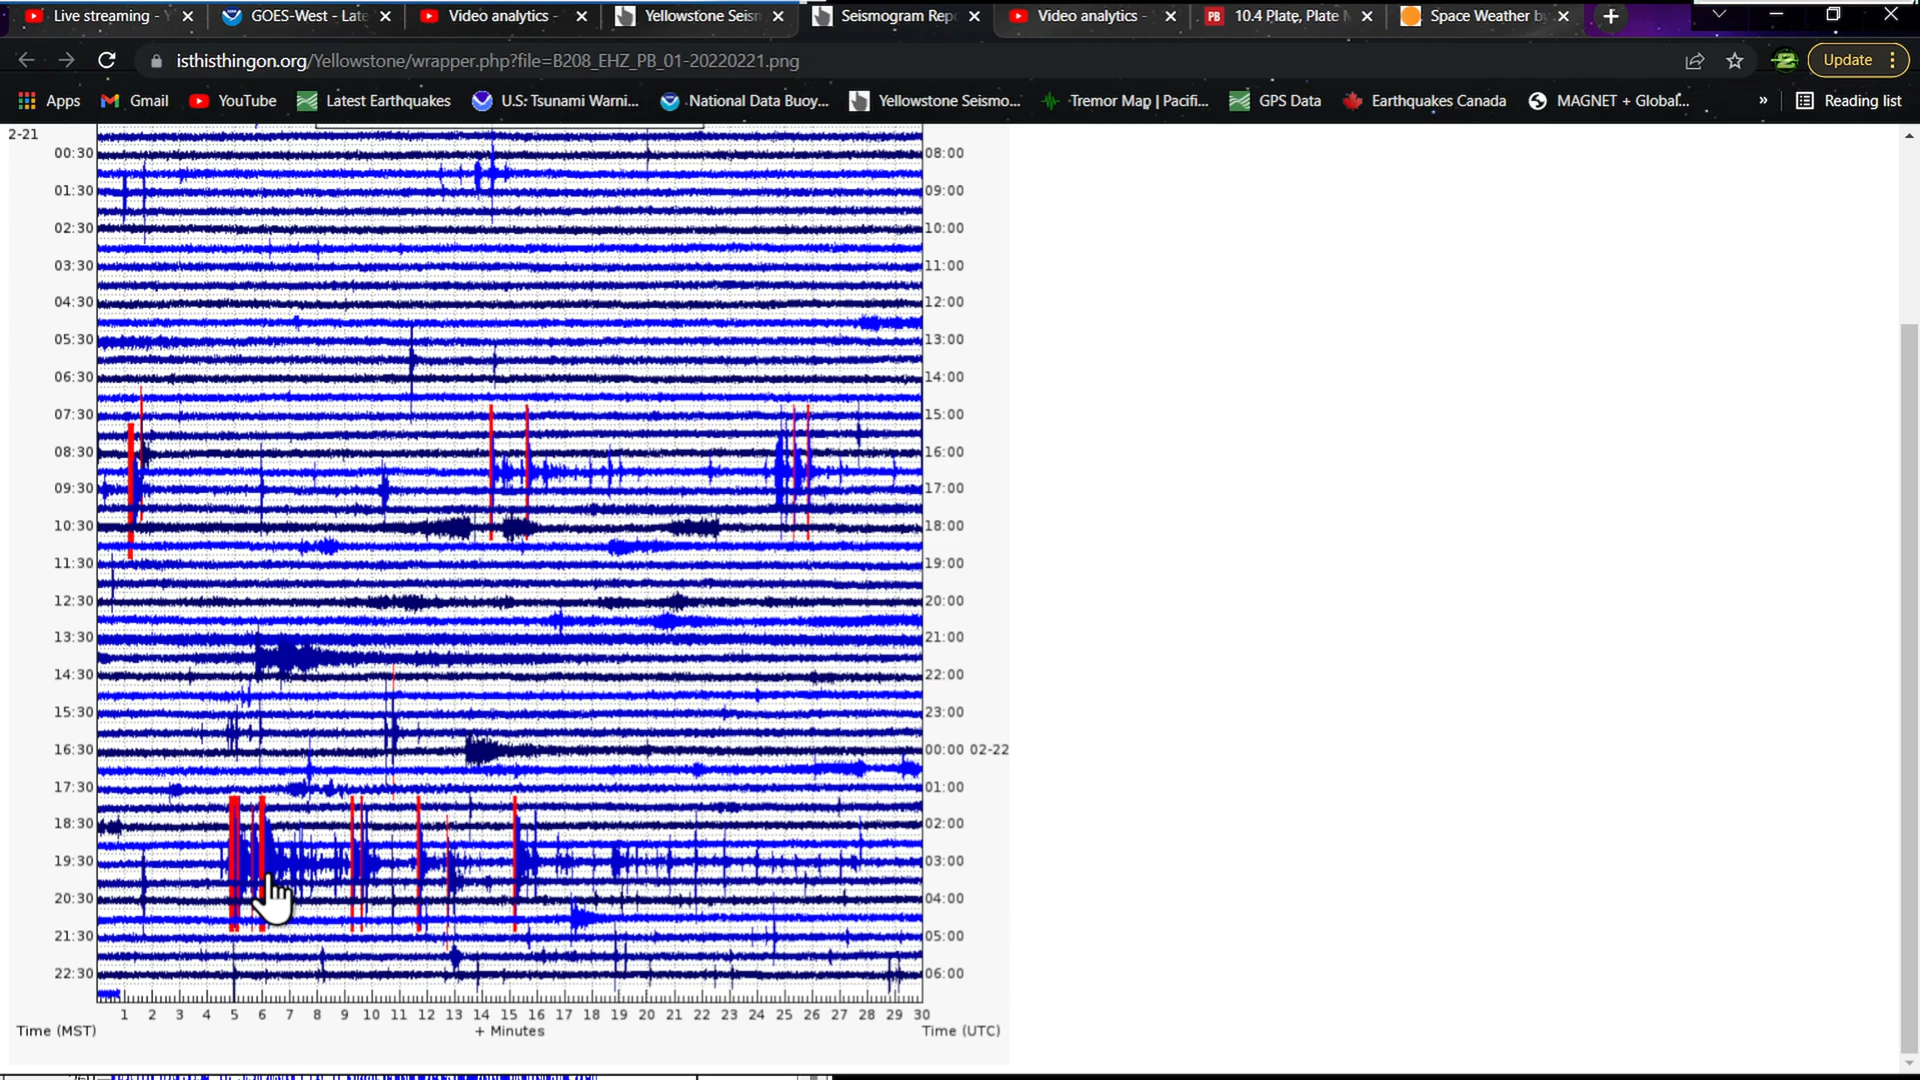 Live streaming - Y
GOES-West - Late
Video analytics -
Yellowstone Seism
Seismogram Repo
Video analytics -
PB 10.4 Plate, Plate M
Space Weather by
isthisthingon.org/Yellowstone/wrapper.php?file=B208_EHZ_PB_01-20220221.png
Update
Apps
Gmail
YouTube
Latest Earthquakes
U.S. Tsunami Warni...
National Data Buoy...
Yellowstone Seismo...
Tremor Map | Pacifi...
GPS Data
Earthquakes Canada
MAGNET + Global...
»
Reading list
2-21
00:30 08:00
01:30 09:00
02:30 10:00
03:30 11:00
04:30 12:00
05:30 13:00
06:30 14:00
07:30 15:00
08:30 16:00
09:30 17:00
10:30 18:00
11:30 19:00
12:30 20:00
13:30 21:00
14:30 22:00
15:30 23:00
16:30 00:00 02-22
17:30 01:00
18:30 02:00
19:30 03:00
20:30 04:00
21:30 05:00
22:30 06:00
1 2 3 4 5 6 7 8 9 10 11 12 13 14 15 16 17 18 19 20 21 22 23 24 25 26 27 28 29 30
Time (MST) + Minutes Time (UTC)